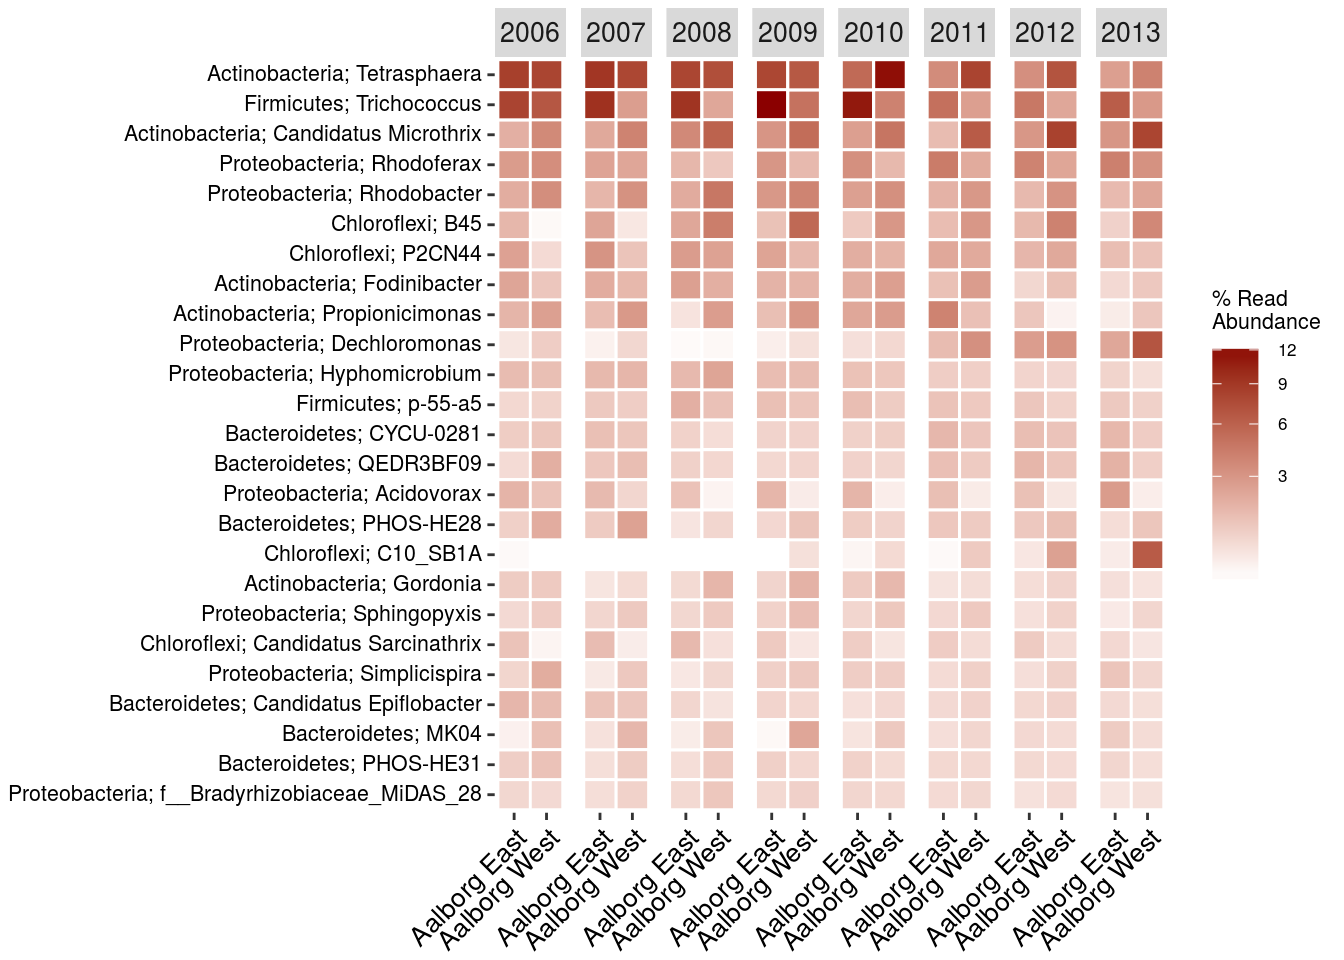 2006 2007 2008 2009 2010 2011 2012 2013
Actinobacteria; Tetrasphaera
Firmicutes; Trichococcus
Actinobacteria; Candidatus Microthrix
Proteobacteria; Rhodoferax
Proteobacteria; Rhodobacter
Chloroflexi; B45
Chloroflexi; P2CN44
Actinobacteria; Fodinibacter
Actinobacteria; Propionicimonas
Proteobacteria; Dechloromonas
Proteobacteria; Hyphomicrobium
Firmicutes; p-55-a5
Bacteroidetes; CYCU-0281
Bacteroidetes; QEDR3BF09
Proteobacteria; Acidovorax
Bacteroidetes; PHOS-HE28
Chloroflexi; C10_SB1A
Actinobacteria; Gordonia
Proteobacteria; Sphingopyxis
Chloroflexi; Candidatus Sarcinathrix
Proteobacteria; Simplicispira
Bacteroidetes; Candidatus Epiflobacter
Bacteroidetes; MK04
Bacteroidetes; PHOS-HE31
Proteobacteria; f__Bradyrhizobiaceae_MiDAS_28
Aalborg East
Aalborg West
Aalborg East
Aalborg West
Aalborg East
Aalborg West
Aalborg East
Aalborg West
Aalborg East
Aalborg West
Aalborg East
Aalborg West
Aalborg East
Aalborg West
Aalborg East
Aalborg West
% Read
Abundance
12
9
6
3